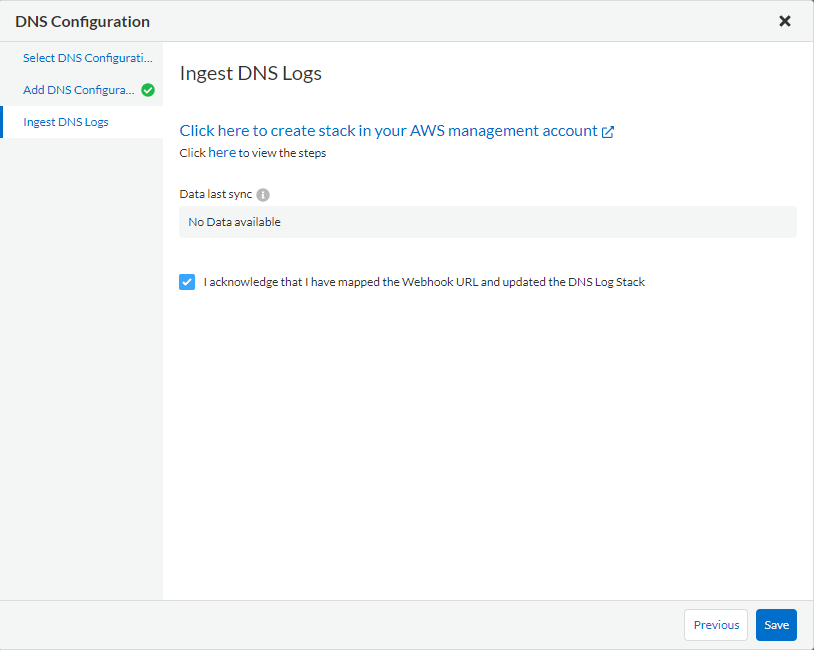 DNS Configuration
Select DNS Configurati...
Add DNS Configura...
Ingest DNS Logs
Ingest DNS Logs
Click here to create stack in your AWS management account
Click here to view the steps
Data last sync
No Data available
I acknowledge that I have mapped the Webhook URL and updated the DNS Log Stack
Previous
Save